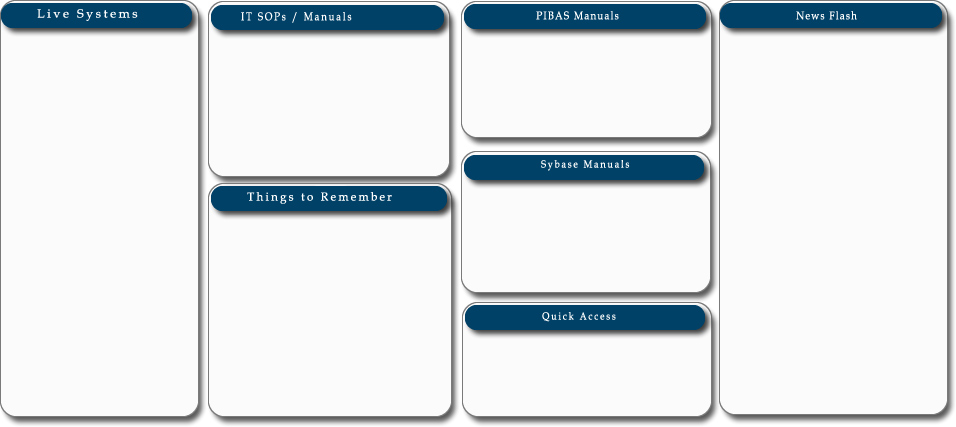 Live Systems
IT SOPs / Manuals
Things to Remember
PIBAS Manuals
Sybase Manuals
Quick Access
News Flash